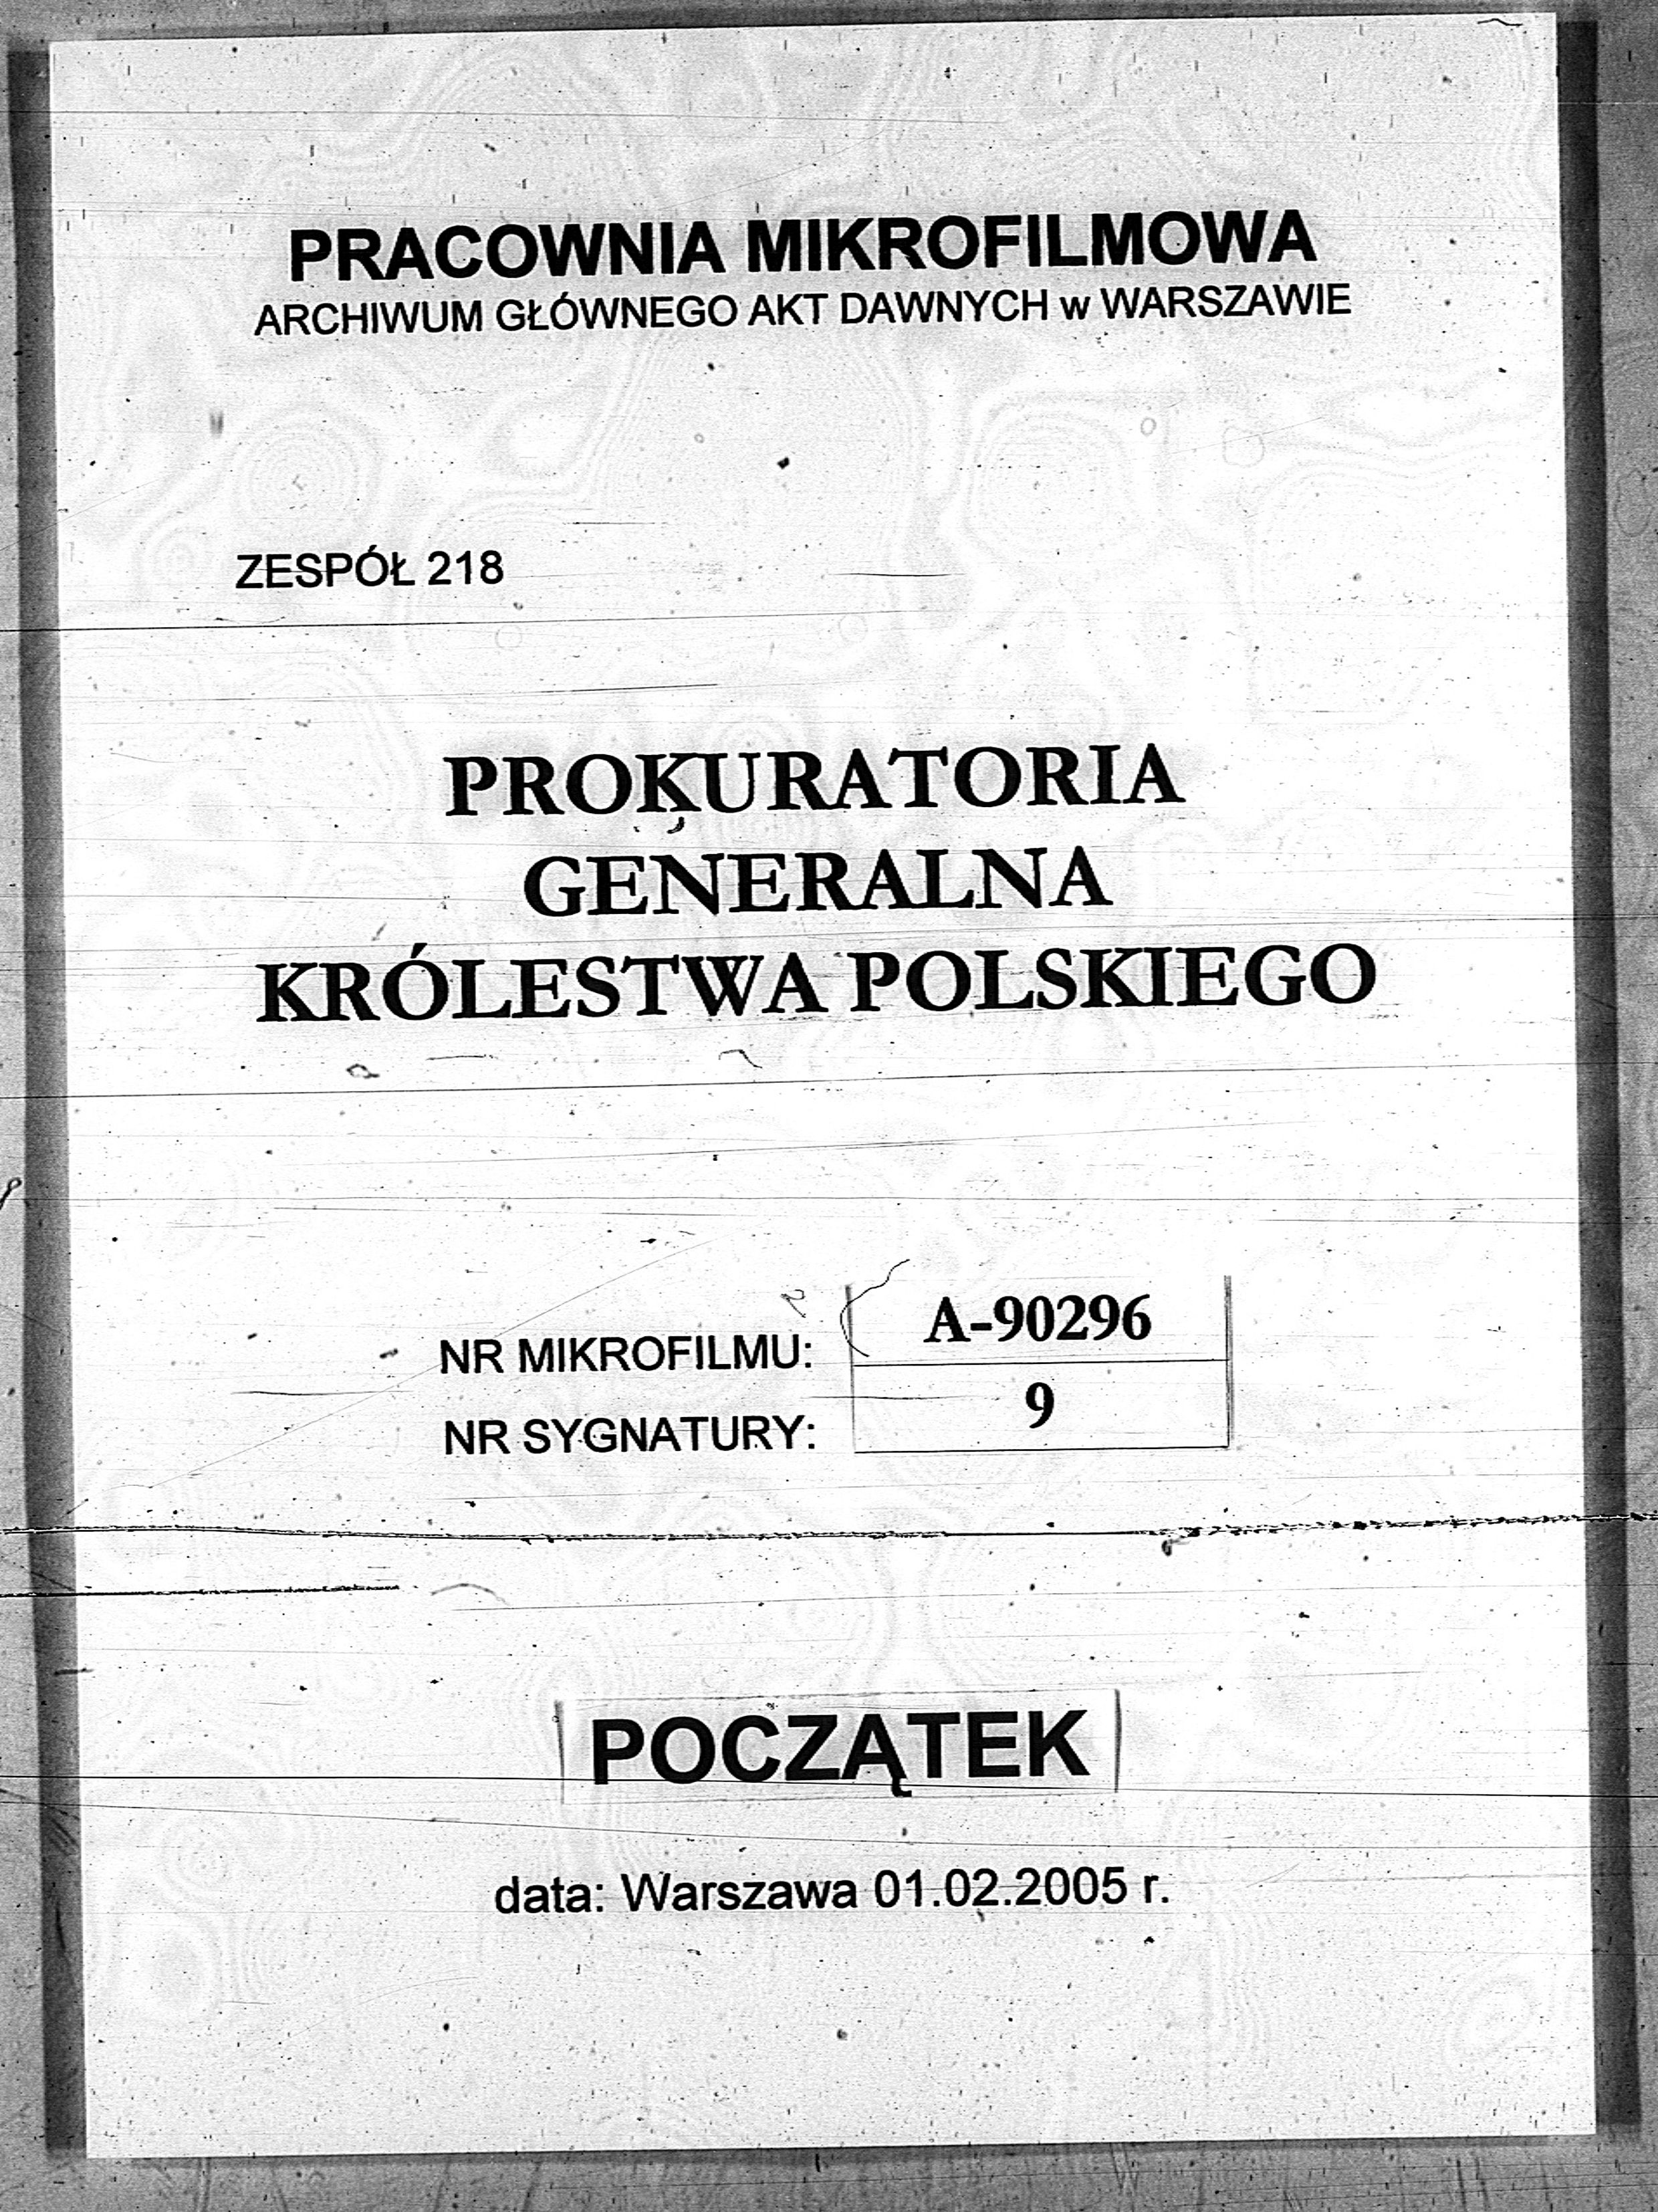 PRACOWNIA MIKROFILMOWA
ARCHIWUM GŁÓWNEGO AKT DAWNYCH w WARSZAWIE
ZESPÓŁ 218
PROKURATORIA
GENERALNA
KRÓLESTWA POLSKIEGO
NR MIKROFILMU: A-90296
NR SYGNATURY: 9
POCZĄTEK
data: Warszawa 01.02.2005 r.